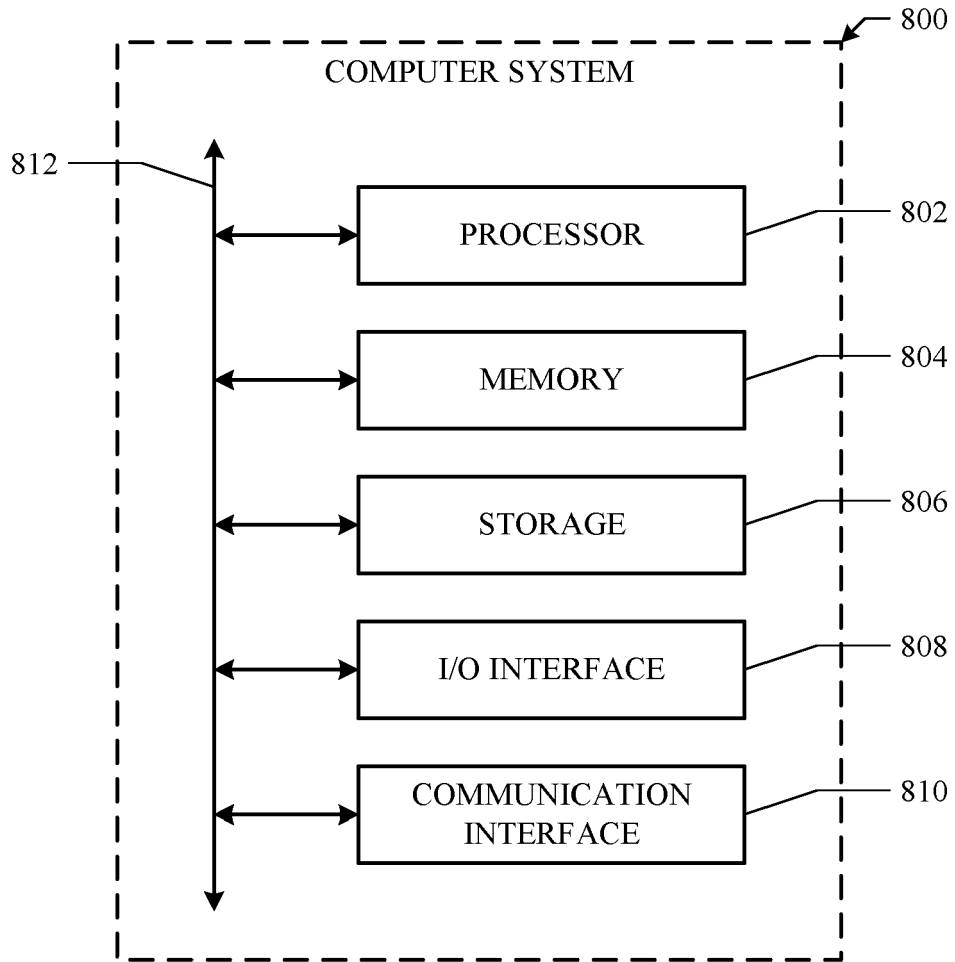 800
COMPUTER SYSTEM
812
PROCESSOR
802
MEMORY
804
STORAGE
806
I/O INTERFACE
808
COMMUNICATION
INTERFACE
810